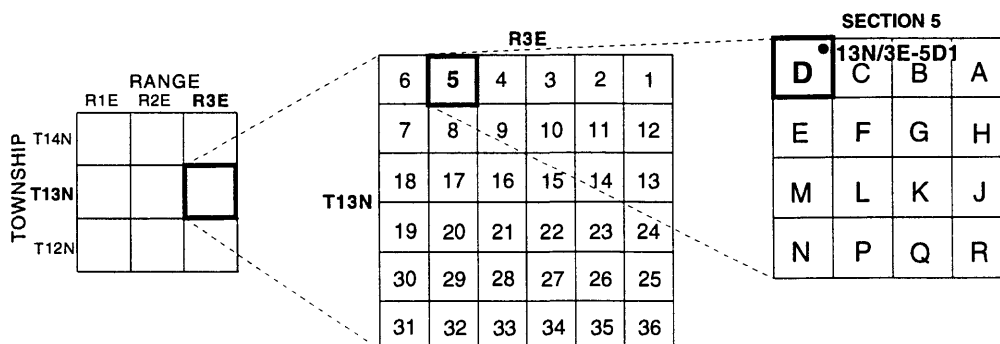 RANGE
R1E R2E R3E
TOWNSHIP
T14N
T13N
T12N
R3E
T13N
6 5 4 3 2 1
7 8 9 10 11 12
18 17 16 15 14 13
19 20 21 22 23 24
30 29 28 27 26 25
31 32 33 34 35 36
SECTION 5
13N/3E-5D1
D C B A
E F G H
M L K J
N P Q R